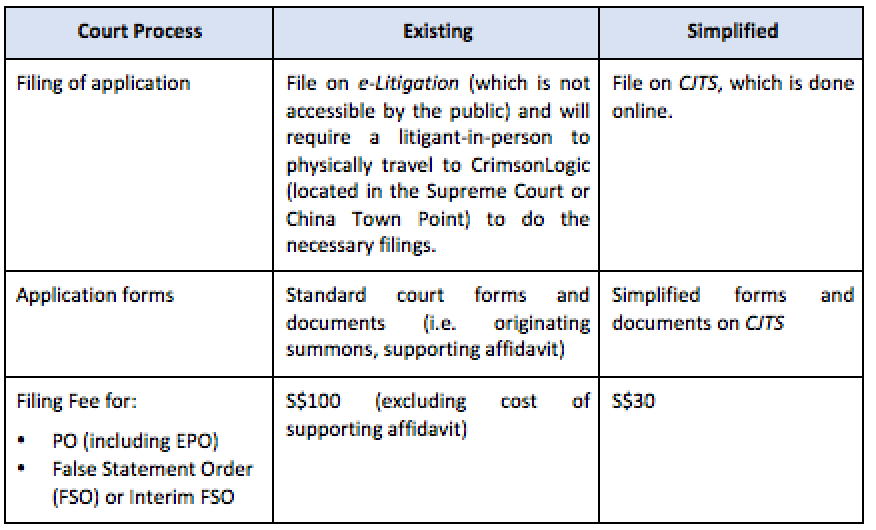 Court Process
Existing
Simplified
Filing of application
File on e-Litigation (which is not
accessible by the public) and will
require a litigant-in-person to
physically travel to CrimsonLogic
(located in the Supreme Court or
China Town Point) to do the
necessary filings.
File on CJTS, which is done
online.
Application forms
Standard court forms and
documents (i.e. originating
summons, supporting affidavit)
Simplified forms and
documents on CJTS
Filing Fee for:
• PO (including EPO)
• False Statement Order
(FSO) or Interim FSO
S$100 (excluding cost of
supporting affidavit)
S$30